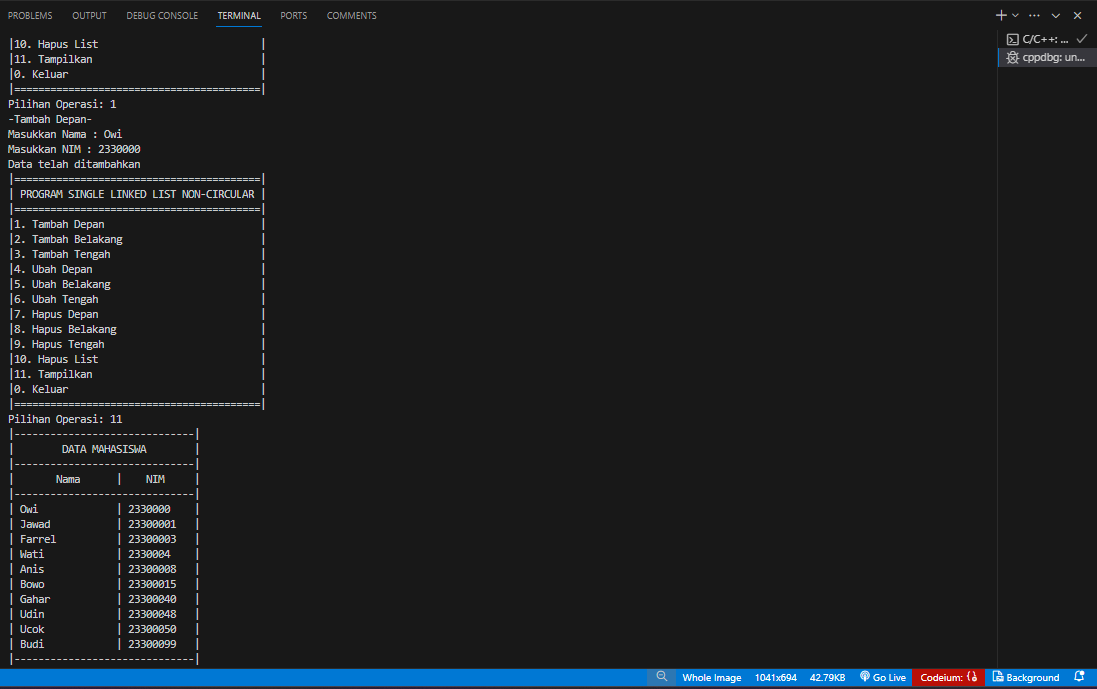 PROBLEMS OUTPUT DEBUG CONSOLE TERMINAL PORTS COMMENTS
C/C++: ...
cppdbg: un...
|10. Hapus List |
|11. Tampilkan |
|0. Keluar |
|=========================================|
Pilihan Operasi: 1
-Tambah Depan-
Masukkan Nama : Owi
Masukkan NIM : 2330000
Data telah ditambahkan
|=========================================|
| PROGRAM SINGLE LINKED LIST NON-CIRCULAR |
|=========================================|
|1. Tambah Depan |
|2. Tambah Belakang |
|3. Tambah Tengah |
|4. Ubah Depan |
|5. Ubah Belakang |
|6. Ubah Tengah |
|7. Hapus Depan |
|8. Hapus Belakang |
|9. Hapus Tengah |
|10. Hapus List |
|11. Tampilkan |
|0. Keluar |
|=========================================|
Pilihan Operasi: 11
|------------------------------|
| DATA MAHASISWA |
|------------------------------|
| Nama | NIM |
|------------------------------|
| Owi | 2330000 |
| Jawad | 23300001 |
| Farrel | 23300003 |
| Wati | 2330004 |
| Anis | 23300008 |
| Bowo | 23300015 |
| Gahar | 23300040 |
| Udin | 23300048 |
| Ucok | 23300050 |
| Budi | 23300099 |
|------------------------------|
Whole Image 1041x694 42.79KB Go Live Codeium: {} Background